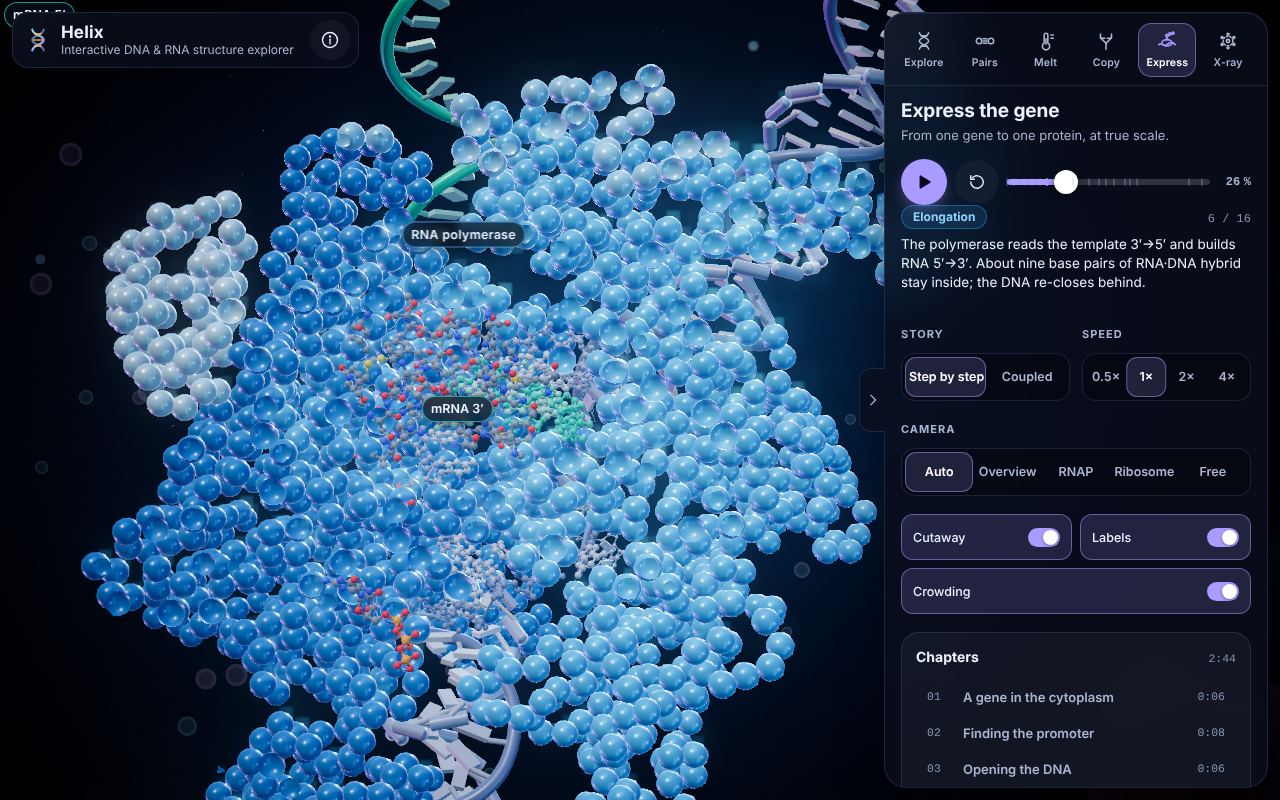 Helix
Interactive DNA & RNA structure explorer
RNA polymerase
mRNA 3′
Explore
Pairs
Melt
Copy
Express
X-ray
Express the gene
From one gene to one protein, at true scale.
26 %
Elongation
6 / 16
The polymerase reads the template 3′→5′ and builds
RNA 5′→3′. About nine base pairs of RNA·DNA hybrid
stay inside; the DNA re-closes behind.
STORY
SPEED
Step by step
Coupled
0.5×
1×
2×
4×
CAMERA
Auto
Overview
RNAP
Ribosome
Free
Cutaway
Labels
Crowding
Chapters
2:44
01 A gene in the cytoplasm 0:06
02 Finding the promoter 0:08
03 Opening the DNA 0:06